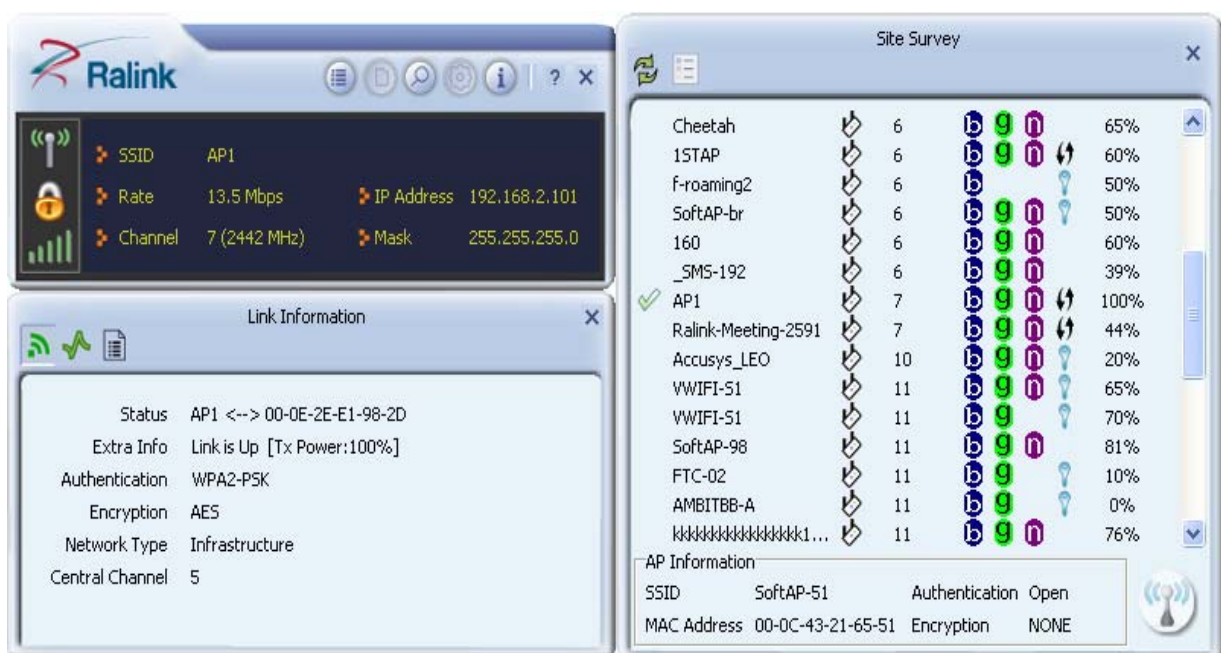 Ralink
? ×
SSID AP1
Rate 13.5 Mbps IP Address 192.168.2.101
Channel 7 (2442 MHz) Mask 255.255.255.0
Link Information
Status AP1 <--> 00-0E-2E-E1-98-2D
Extra Info Link is Up [Tx Power:100%]
Authentication WPA2-PSK
Encryption AES
Network Type Infrastructure
Central Channel 5
Site Survey
Cheetah 6 b g n 65%
1STAP 6 b g n 60%
f-roaming2 6 b 50%
SoftAP-br 6 b g n 50%
160 6 b g n 60%
_SMS-192 6 b g n 39%
AP1 7 b g n 100%
Ralink-Meeting-2591 7 b g n 44%
Accusys_LEO 10 b g n 20%
VWIFI-S1 11 b g n 65%
VWIFI-S1 11 b g 70%
SoftAP-98 11 b g n 81%
FTC-02 11 b g 10%
AMBITBB-A 11 b g 0%
kkkkkkkkkkkkkkkk1... 11 b g n 76%
AP Information
SSID SoftAP-51 Authentication Open
MAC Address 00-0C-43-21-65-51 Encryption NONE